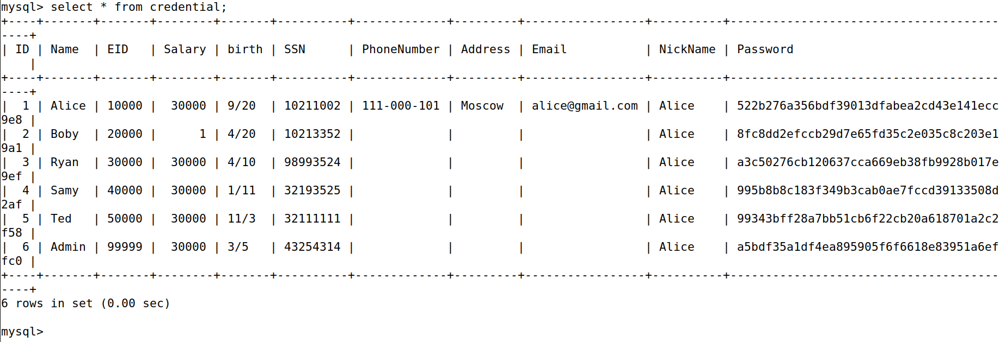 mysql> select * from credential;
+----+-------+-------+--------+-------+----------+-------------+---------+-----------------+----------+--------------------------------------
----+
| ID | Name  | EID   | Salary | birth | SSN      | PhoneNumber | Address | Email           | NickName | Password
    |
+----+-------+-------+--------+-------+----------+-------------+---------+-----------------+----------+--------------------------------------
----+
|  1 | Alice | 10000 |  30000 | 9/20  | 10211002 | 111-000-101 | Moscow  | alice@gmail.com | Alice    | 522b276a356bdf39013dfabea2cd43e141ecc
9e8 |
|  2 | Boby  | 20000 |      1 | 4/20  | 10213352 |             |         |                 | Alice    | 8fc8dd2efccb29d7e65fd35c2e035c8c203e1
9a1 |
|  3 | Ryan  | 30000 |  30000 | 4/10  | 98993524 |             |         |                 | Alice    | a3c50276cb120637cca669eb38fb9928b017e
9ef |
|  4 | Samy  | 40000 |  30000 | 1/11  | 32193525 |             |         |                 | Alice    | 995b8b8c183f349b3cab0ae7fccd39133508d
2af |
|  5 | Ted   | 50000 |  30000 | 11/3  | 32111111 |             |         |                 | Alice    | 99343bff28a7bb51cb6f22cb20a618701a2c2
f58 |
|  6 | Admin | 99999 |  30000 | 3/5   | 43254314 |             |         |                 | Alice    | a5bdf35a1df4ea895905f6f6618e83951a6ef
fc0 |
+----+-------+-------+--------+-------+----------+-------------+---------+-----------------+----------+--------------------------------------
----+
6 rows in set (0.00 sec)
mysql>